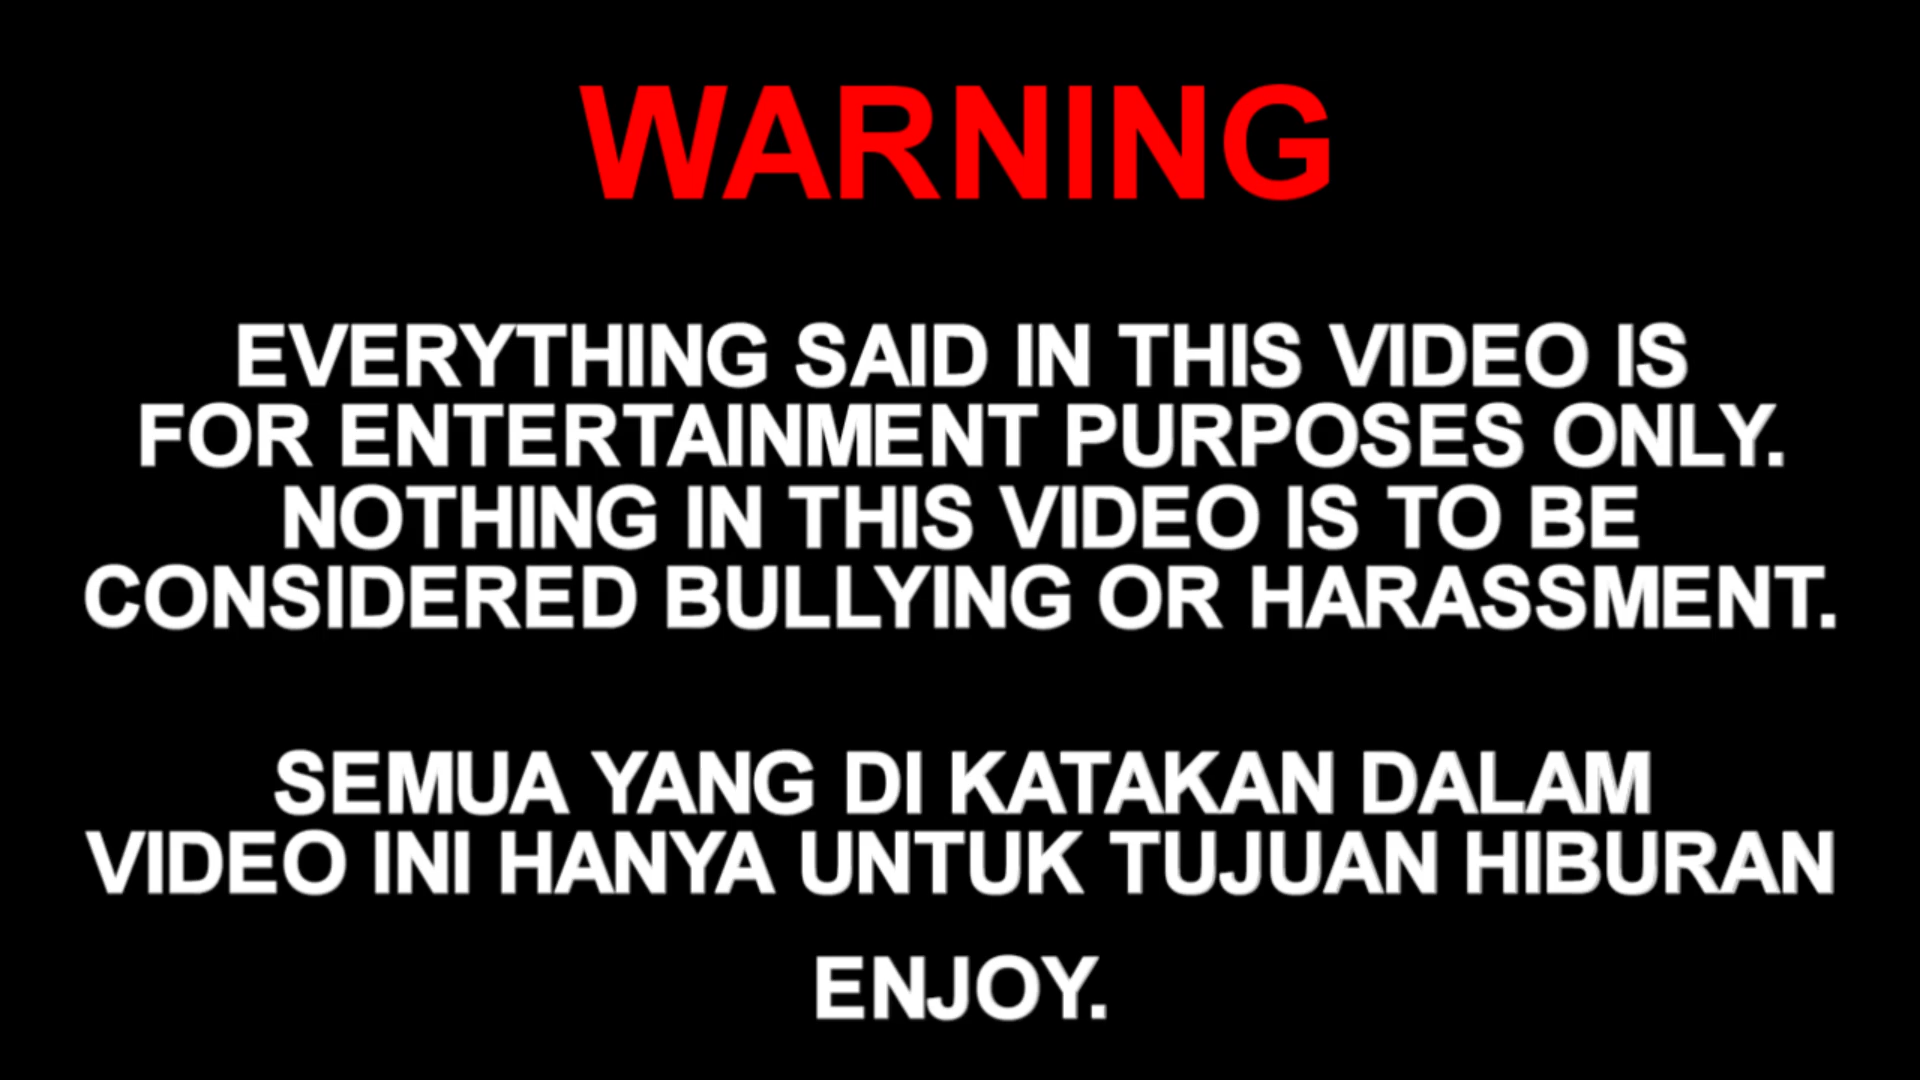 WARNING
EVERYTHING SAID IN THIS VIDEO IS
FOR ENTERTAINMENT PURPOSES ONLY.
NOTHING IN THIS VIDEO IS TO BE
CONSIDERED BULLYING OR HARASSMENT.
SEMUA YANG DI KATAKAN DALAM
VIDEO INI HANYA UNTUK TUJUAN HIBURAN
ENJOY.